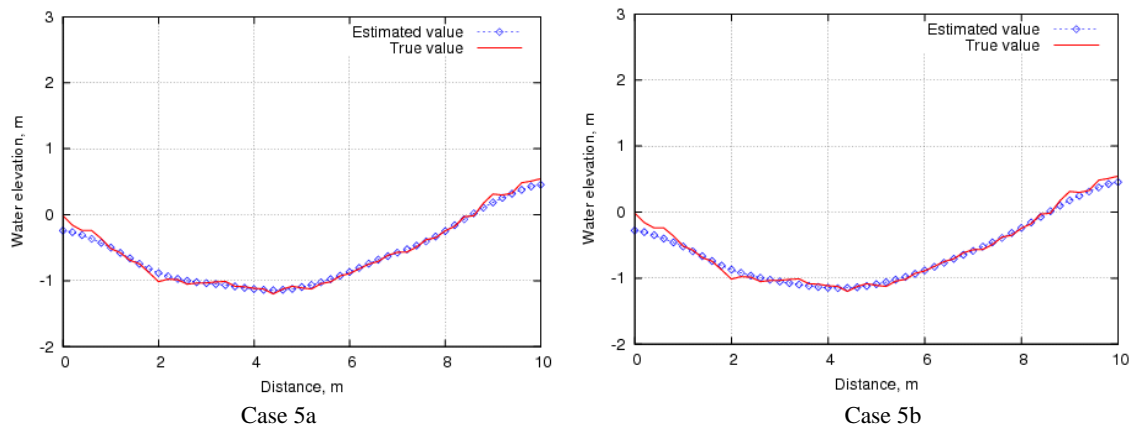 3
2
1
0
-1
-2
Water elevation, m
Estimated value
True value
0 2 4 6 8 10
Distance, m
Case 5a
3
2
1
0
-1
-2
Water elevation, m
Estimated value
True value
0 2 4 6 8 10
Distance, m
Case 5b